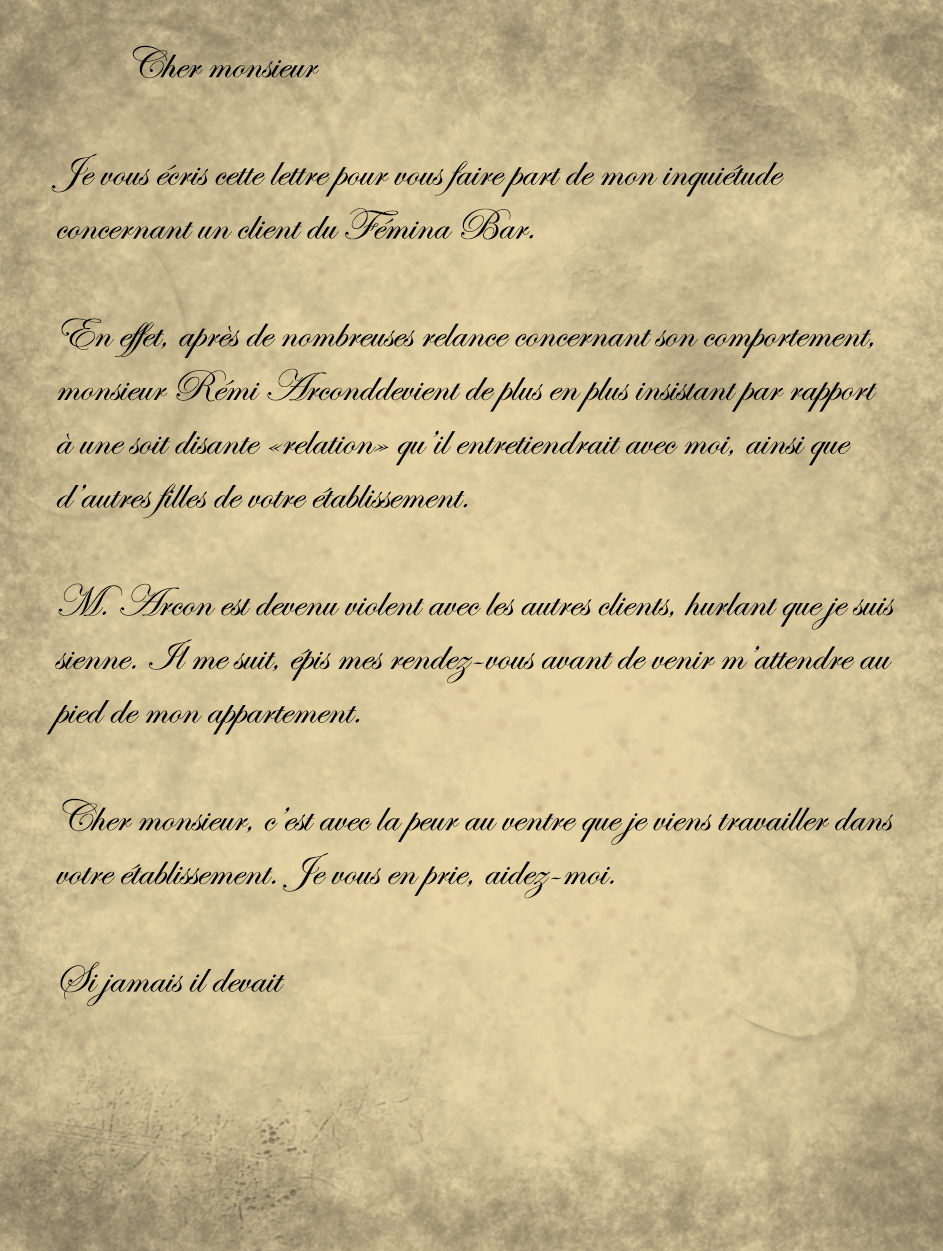 Cher monsieur
Je vous écris cette lettre pour vous faire part de mon inquiétude
concernant un client du Fémina Bar.
En effet, après de nombreuses relance concernant son comportement,
monsieur Rémi Arconddevient de plus en plus insistant par rapport
à une soit disante «relation» qu'il entretiendrait avec moi, ainsi que
d'autres filles de votre établissement.
M. Arcon est devenu violent avec les autres clients, hurlant que je suis
sienne. Il me suit, épis mes rendez-vous avant de venir m'attendre au
pied de mon appartement.
Cher monsieur, c'est avec la peur au ventre que je viens travailler dans
votre établissement. Je vous en prie, aidez-moi.
Si jamais il devait